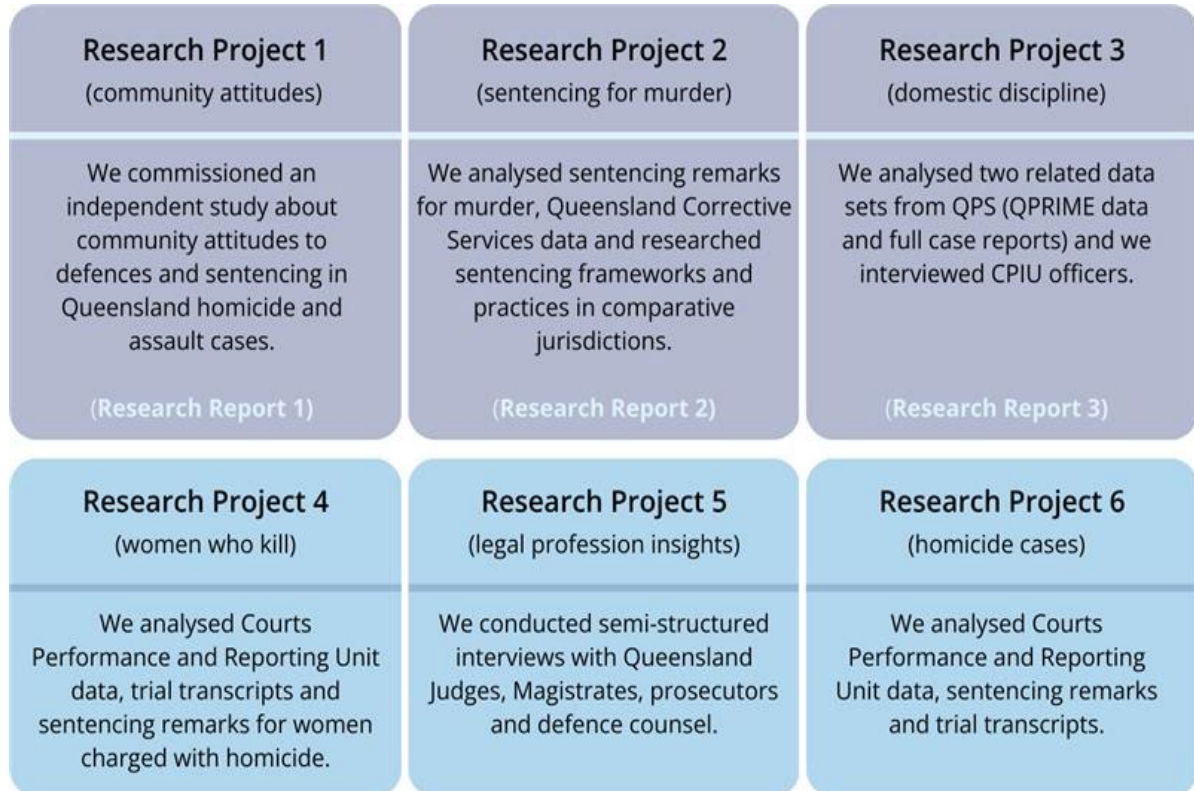 Research Project 1
(community attitudes)
We commissioned an
independent study about
community attitudes to
defences and sentencing in
Queensland homicide and
assault cases.
(Research Report 1)
Research Project 2
(sentencing for murder)
We analysed sentencing remarks
for murder, Queensland Corrective
Services data and researched
sentencing frameworks and
practices in comparative
jurisdictions.
(Research Report 2)
Research Project 3
(domestic discipline)
We analysed two related data
sets from QPS (QPRIME data
and full case reports) and we
interviewed CPIU officers.
(Research Report 3)
Research Project 4
(women who kill)
We analysed Courts
Performance and Reporting Unit
data, trial transcripts and
sentencing remarks for women
charged with homicide.
Research Project 5
(legal profession insights)
We conducted semi-structured
interviews with Queensland
Judges, Magistrates, prosecutors
and defence counsel.
Research Project 6
(homicide cases)
We analysed Courts
Performance and Reporting
Unit data, sentencing remarks
and trial transcripts.